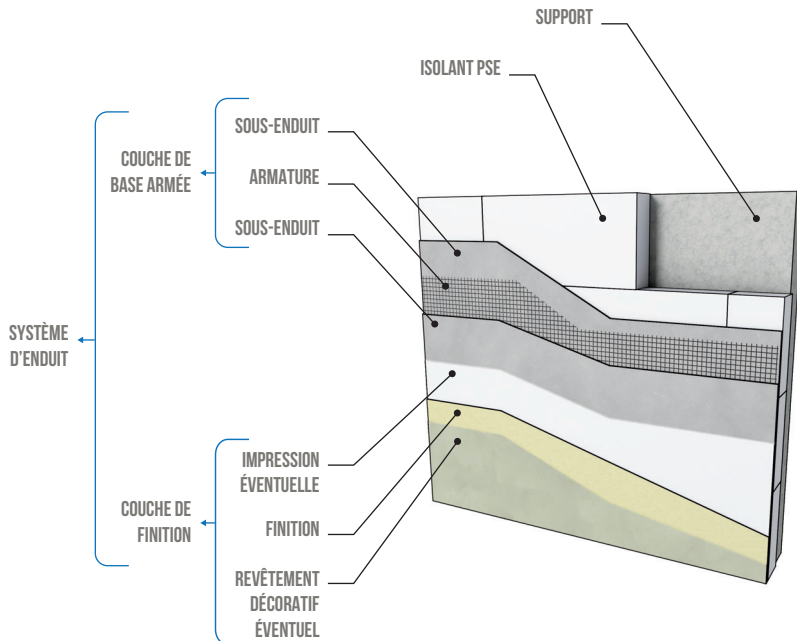 SUPPORT
ISOLANT PSE
SOUS-ENDUIT
COUCHE DE
BASE ARMÉE
ARMATURE
SOUS-ENDUIT
SYSTÈME
D'ENDUIT
IMPRESSION
ÉVENTUELLE
COUCHE DE
FINITION
FINITION
REVÊTEMENT
DÉCORATIF
ÉVENTUEL